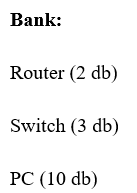 Bank:
Router (2 db)
Switch (3 db)
PC (10 db)